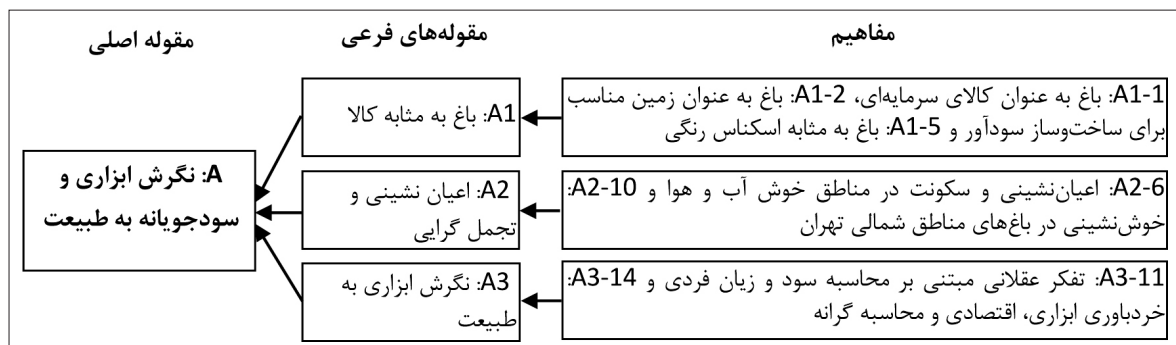 مفاهیم
مقوله‌های فرعی
مقوله اصلی
A1-1: باغ به عنوان کالای سرمایه‌ای، A1-2: باغ به عنوان زمین مناسب
برای ساخت‌وساز سودآور و A1-5: باغ به مثابه اسکناس رنگی
A1: باغ به مثابه کالا
A2-6: اعیان‌نشینی و سکونت در مناطق خوش آب و هوا و A2-10:
خوش‌نشینی در باغ‌های مناطق شمالی تهران
A2: اعیان نشینی و
تجمل گرایی
A3-11: تفکر عقلانی مبتنی بر محاسبه سود و زیان فردی و A3-14:
خردباوری ابزاری، اقتصادی و محاسبه گرانه
A3: نگرش ابزاری به
طبیعت
A: نگرش ابزاری و
سودجویانه به طبیعت